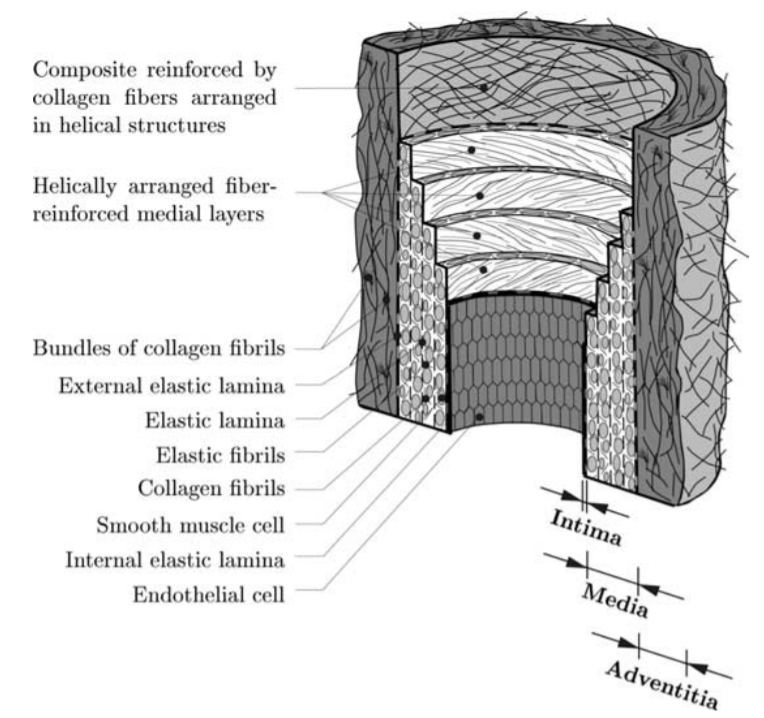 Composite reinforced by
collagen fibers arranged
in helical structures
Helically arranged fiber-
reinforced medial layers
Bundles of collagen fibrils
External elastic lamina
Elastic lamina
Elastic fibrils
Collagen fibrils
Smooth muscle cell
Internal elastic lamina
Endothelial cell
Intima
Media
Adventitia